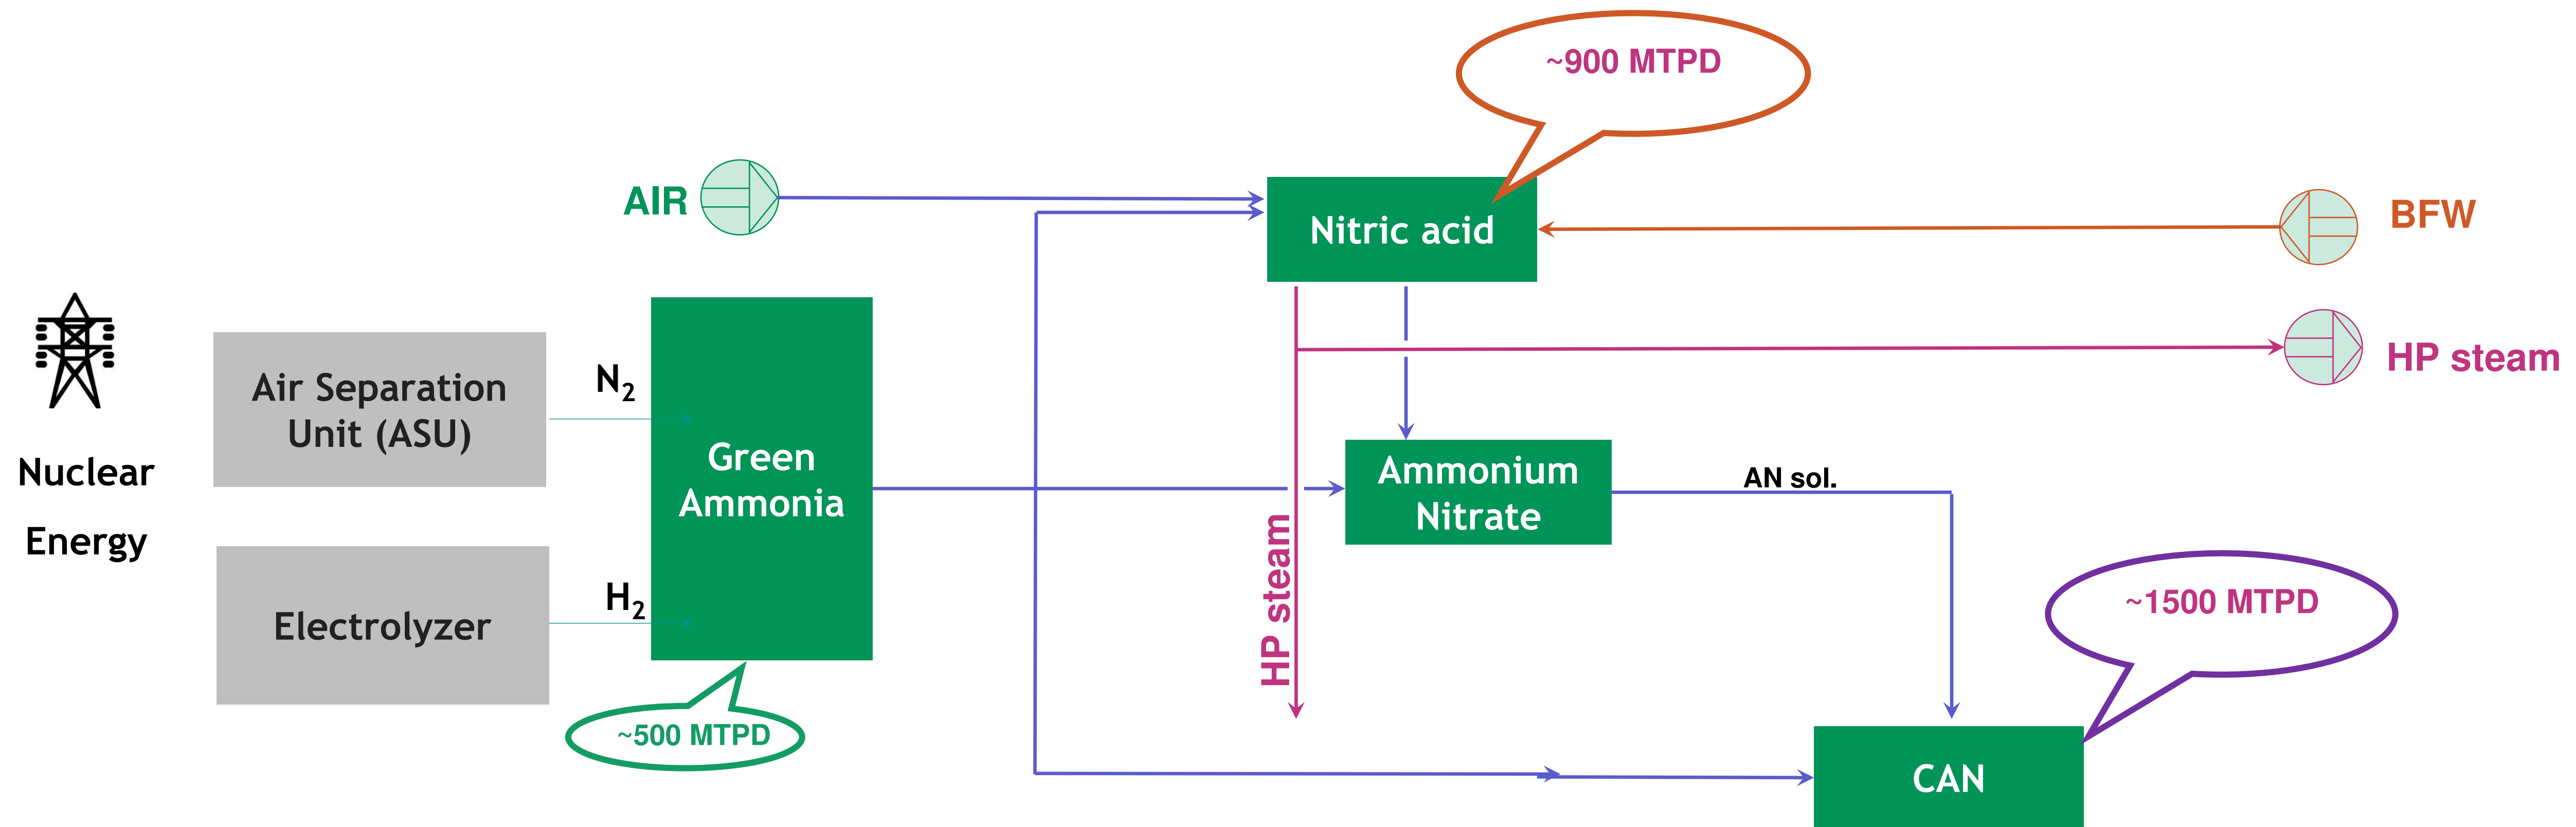 ~900 MTPD
AIR
Nitric acid
BFW
HP steam
Nuclear
Energy
Air Separation
Unit (ASU)
N₂
Electrolyzer
H₂
Green
Ammonia
~500 MTPD
HP steam
Ammonium
Nitrate
AN sol.
~1500 MTPD
CAN